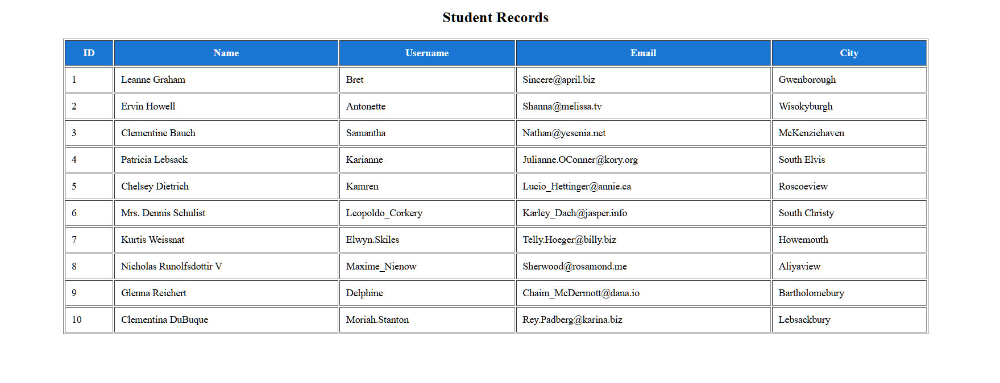 Student Records
ID Name Username Email City
1 Leanne Graham Bret Sincere@april.biz Gwenborough
2 Ervin Howell Antonette Shanna@melissa.tv Wisokyburgh
3 Clementine Bauch Samantha Nathan@yesenia.net McKenziehaven
4 Patricia Lebsack Karianne Julianne.OConner@kory.org South Elvis
5 Chelsey Dietrich Kamren Lucio_Hettinger@annie.ca Roscoeview
6 Mrs. Dennis Schulist Leopoldo_Corkery Karley_Dach@jasper.info South Christy
7 Kurtis Weissnat Elwyn.Skiles Telly.Hoeger@billy.biz Howemouth
8 Nicholas Runolfsdottir V Maxime_Nienow Sherwood@rosamond.me Aliyaview
9 Glenna Reichert Delphine Chaim_McDermott@dana.io Bartholomebury
10 Clementina DuBuque Moriah.Stanton Rey.Padberg@karina.biz Lebsackbury